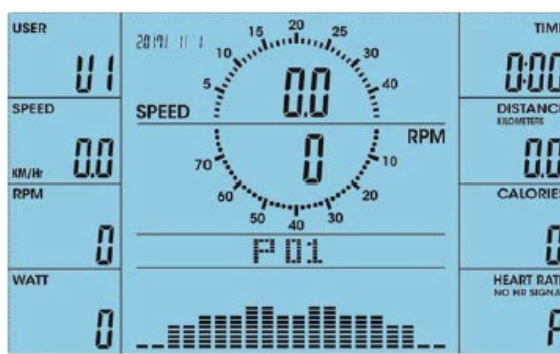 USER
U1
SPEED
KM/Hr 0.0
RPM
0
WATT
0
2019/ 1/ 1
5 10 15 20 25 30 40
SPEED 0.0
RPM 0
10 20 30 40 50 60 70
P 01
TIM
0:00
DISTANC
KILOMETERS
0.0
CALORIE
0
HEART RAT
NO HR SIGNA
P